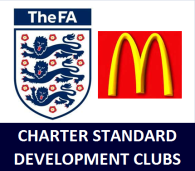 TheFA
CHARTER STANDARD
DEVELOPMENT CLUBS